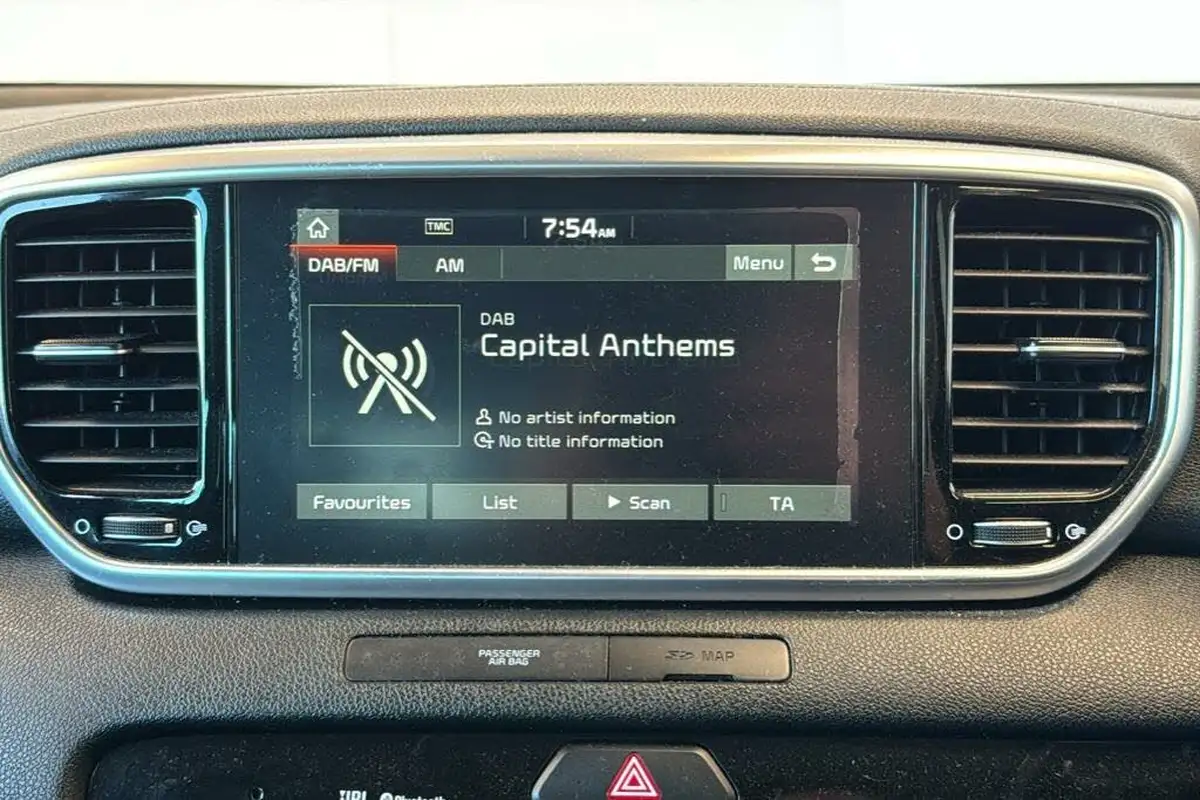 TMC
7:54AM
DAB/FM AM Menu
DAB
Capital Anthems
No artist information
No title information
Favourites List Scan TA
PASSENGER
AIR BAG
MAP
Bluetooth